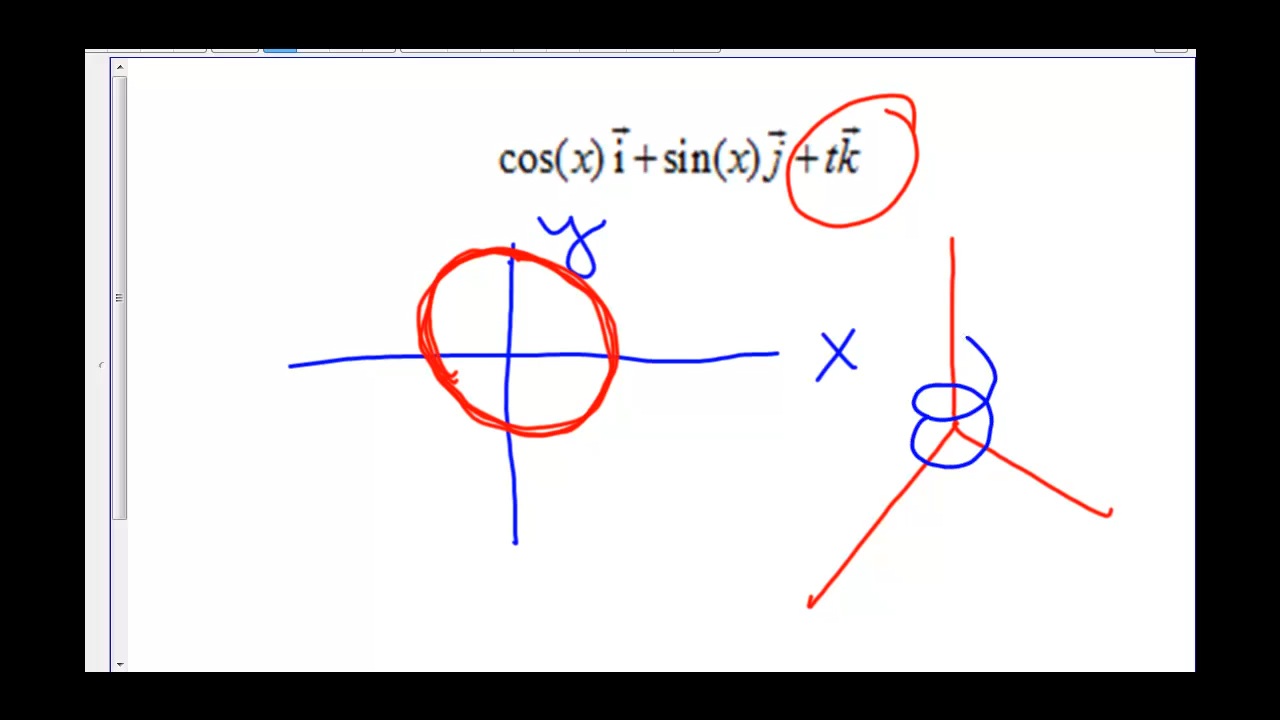 cos(x) i⃗ + sin(x) j⃗ + tk⃗
y
x